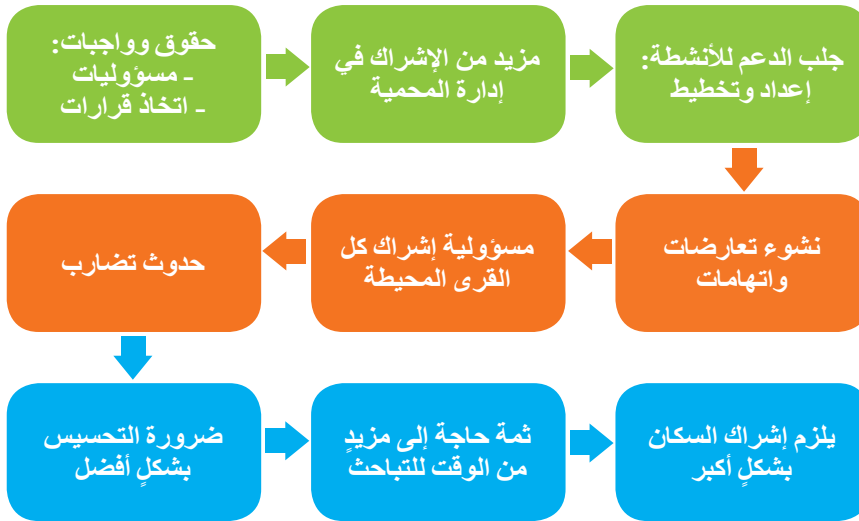 حقوق وواجبات:
- مسؤوليات
- اتخاذ قرارات
مزيد من الإشراك في
إدارة المحمية
جلب الدعم للأنشطة:
إعداد وتخطيط
نشوء تعارضات
واتهامات
مسؤولية إشراك كل
القرى المحيطة
حدوث تضارب
ضرورة التحسيس
بشكلٍ أفضل
ثمة حاجة إلى مزيدٍ
من الوقت للتباحث
يلزم إشراك السكان
بشكلٍ أكبر